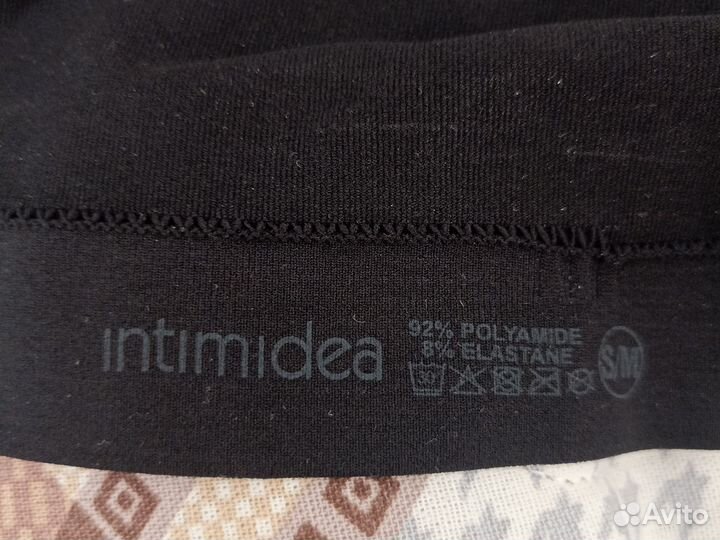 intimidea
92% POLYAMIDE
8% ELASTANE
30
S/M
Avito